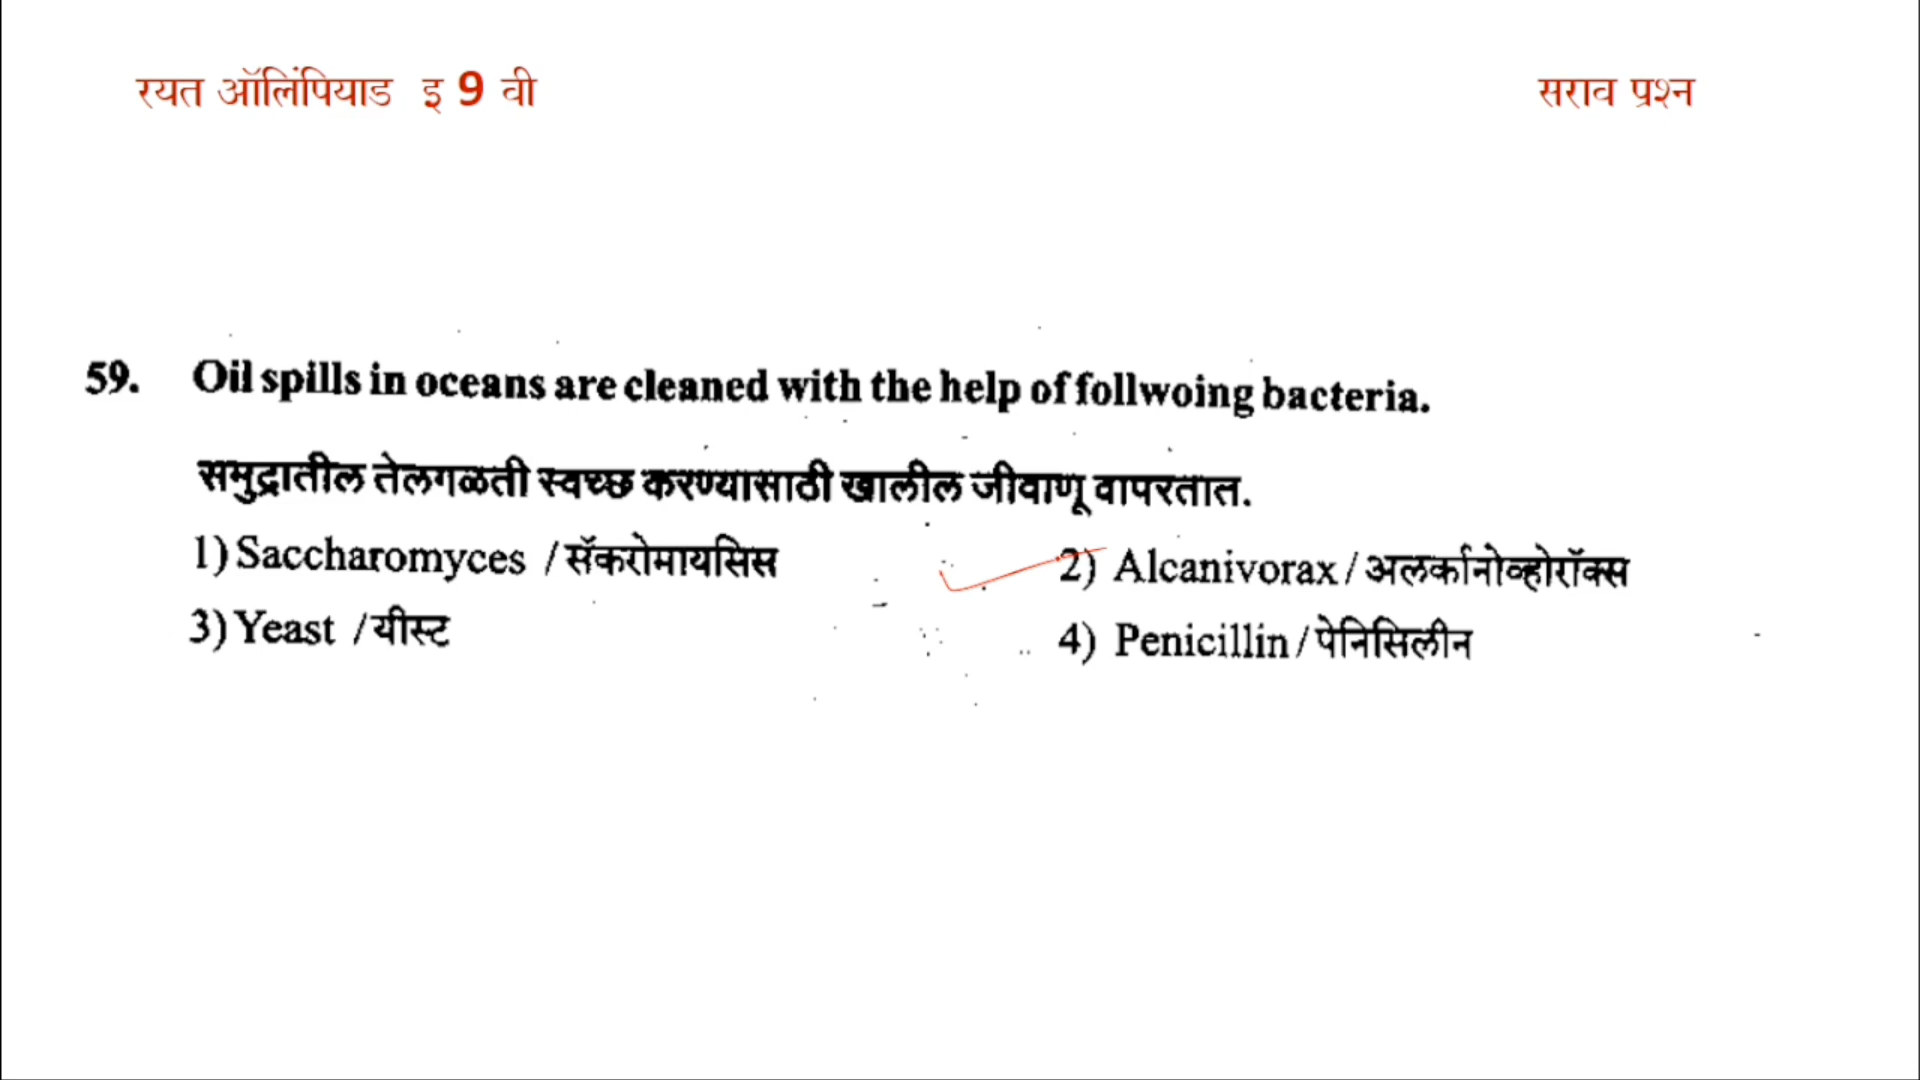 रयत ऑलिंपियाड इ 9 वी सराव प्रश्न
59. Oil spills in oceans are cleaned with the help of follwoing bacteria.
समुद्रातील तेलगळती स्वच्छ करण्यासाठी खालील जीवाणू वापरतात.
1) Saccharomyces / सॅकरोमायसिस 2) Alcanivorax / अलर्कानोव्होरॉक्स
3) Yeast / यीस्ट 4) Penicillin / पेनिसिलीन